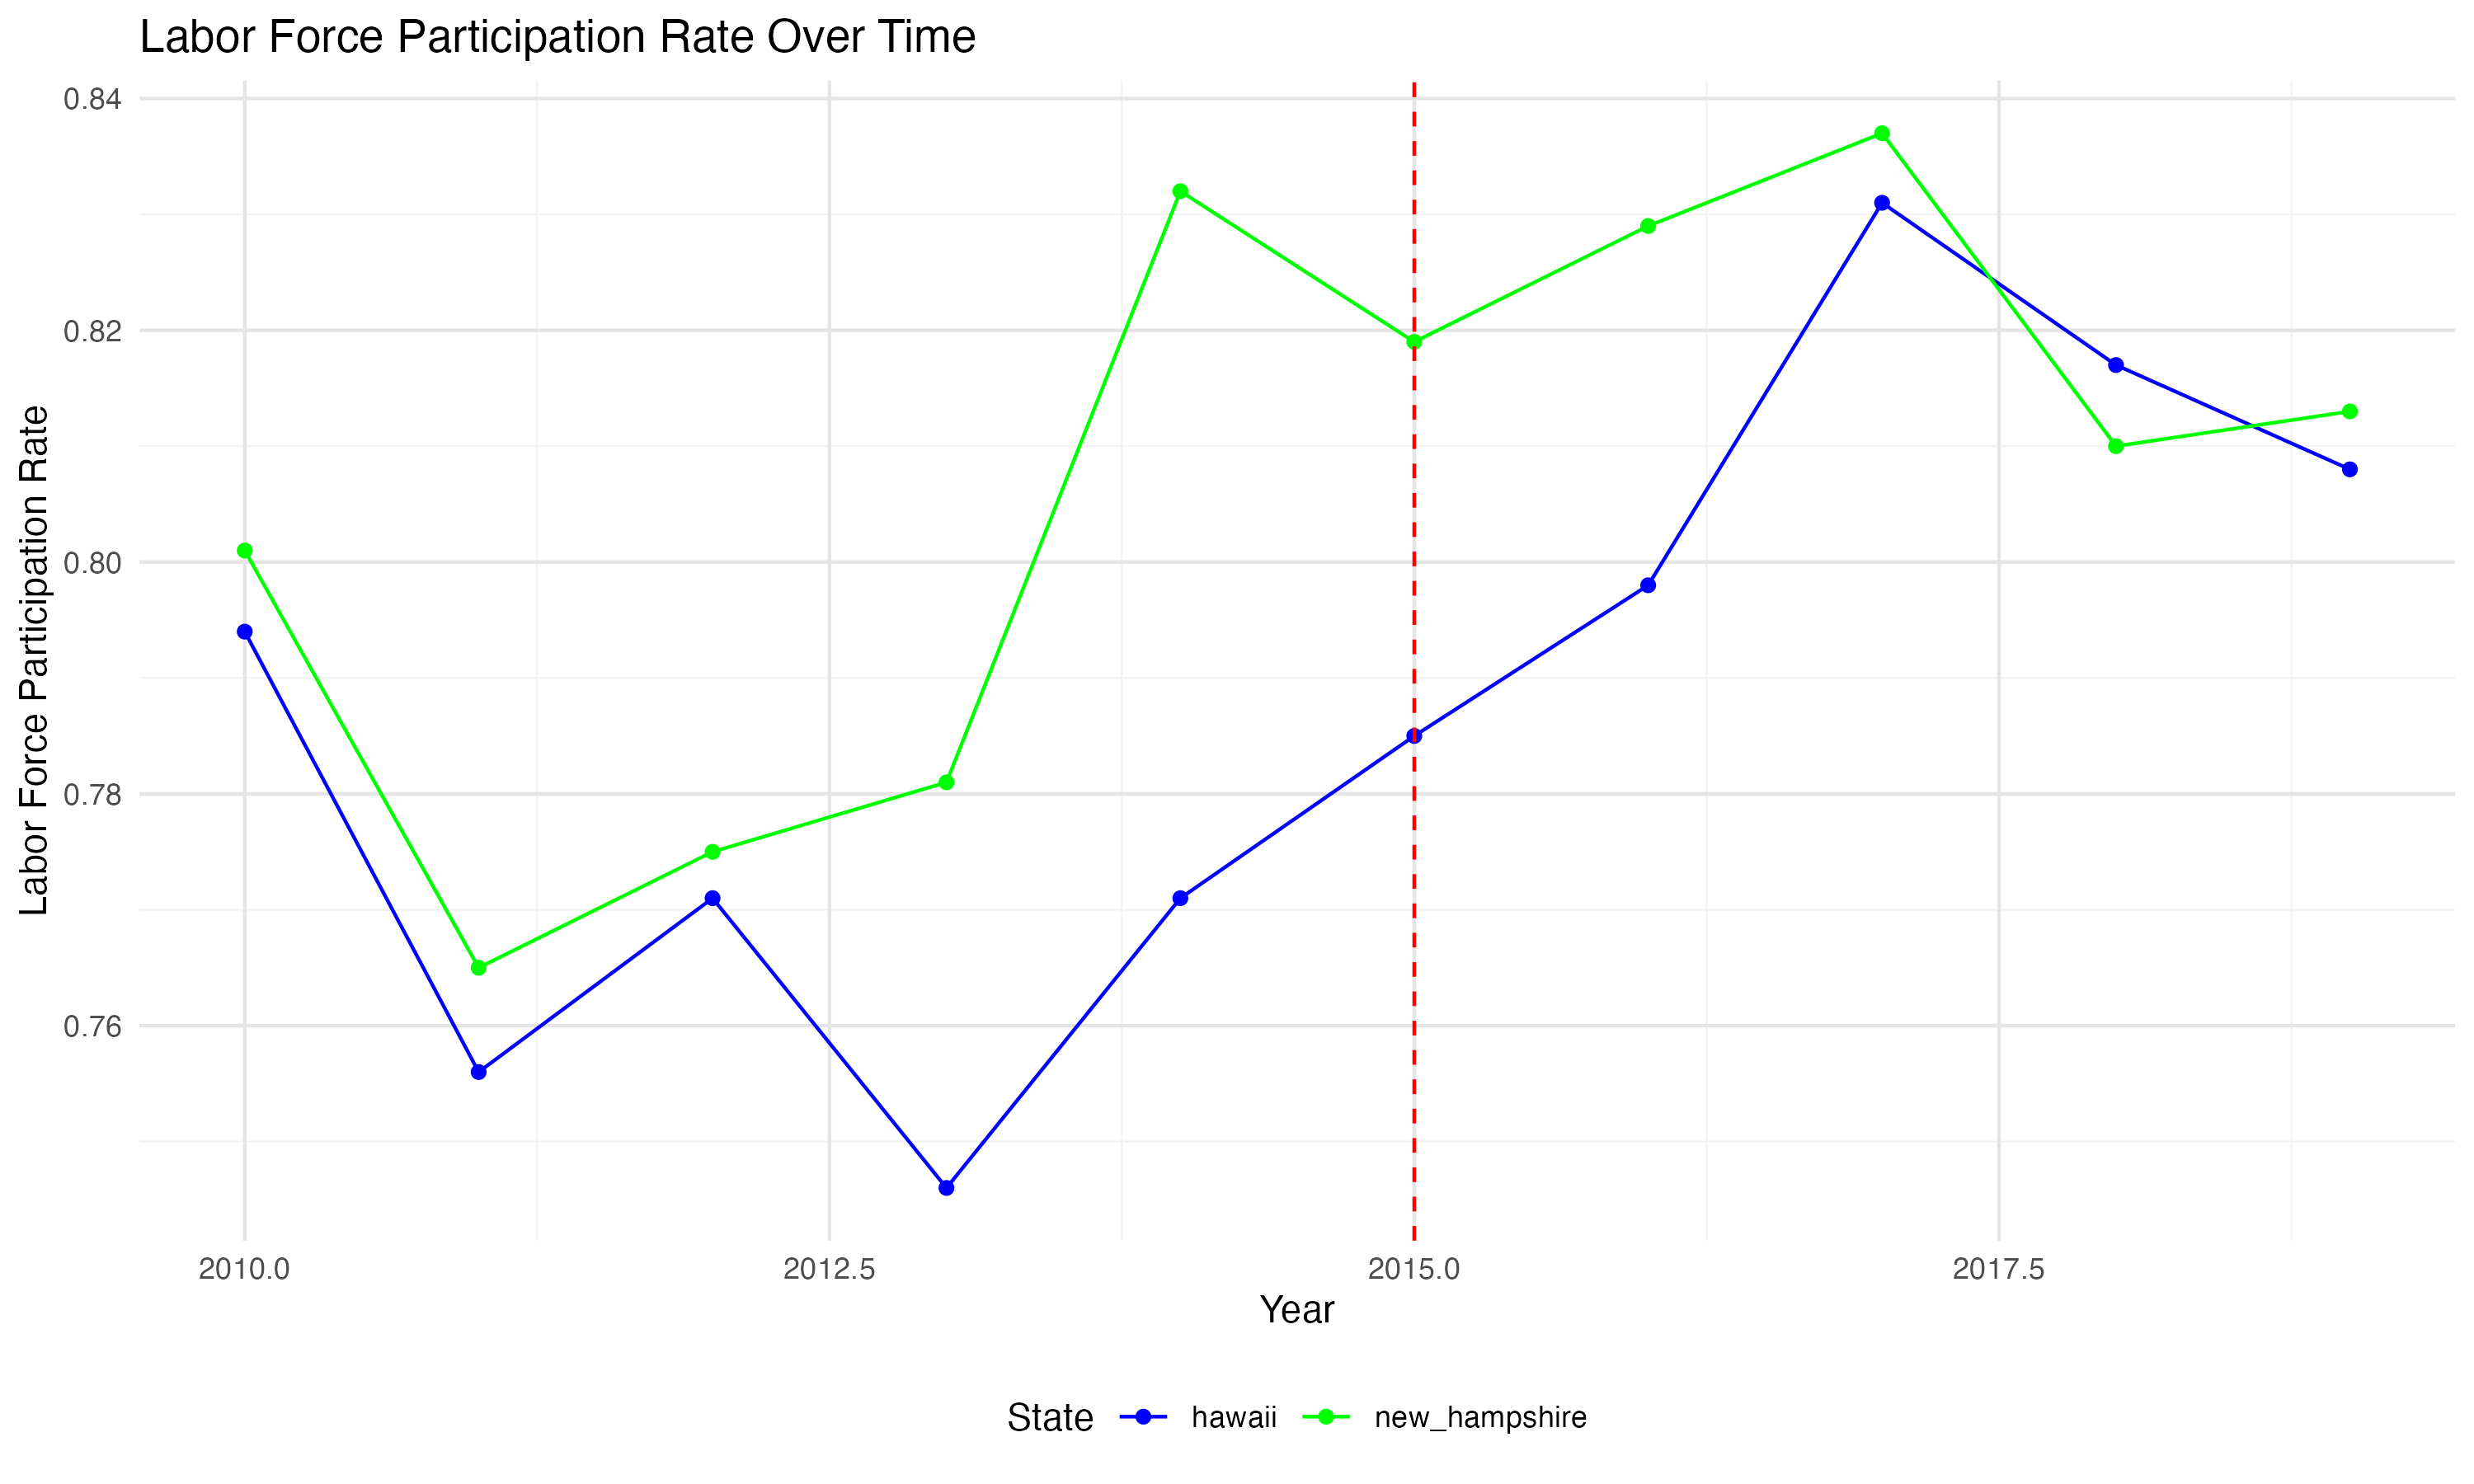 Labor Force Participation Rate Over Time
Labor Force Participation Rate
0.84
0.82
0.80
0.78
0.76
2010.0 2012.5 2015.0 2017.5
Year
State hawaii new_hampshire